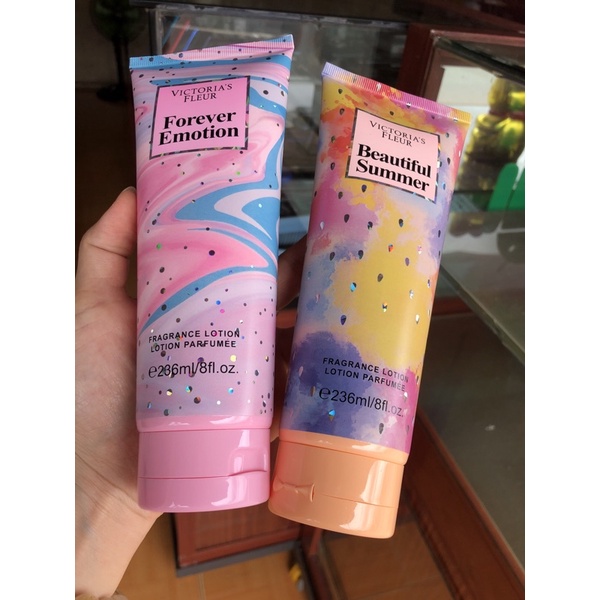 VICTORIA'S
FLEUR
Forever
Emotion
FRAGRANCE LOTION
LOTION PARFUMÉE
℮236ml/8fl.oz.
VICTORIA'S
FLEUR
Beautiful
Summer
FRAGRANCE LOTION
LOTION PARFUMÉE
℮236ml/8fl.oz.